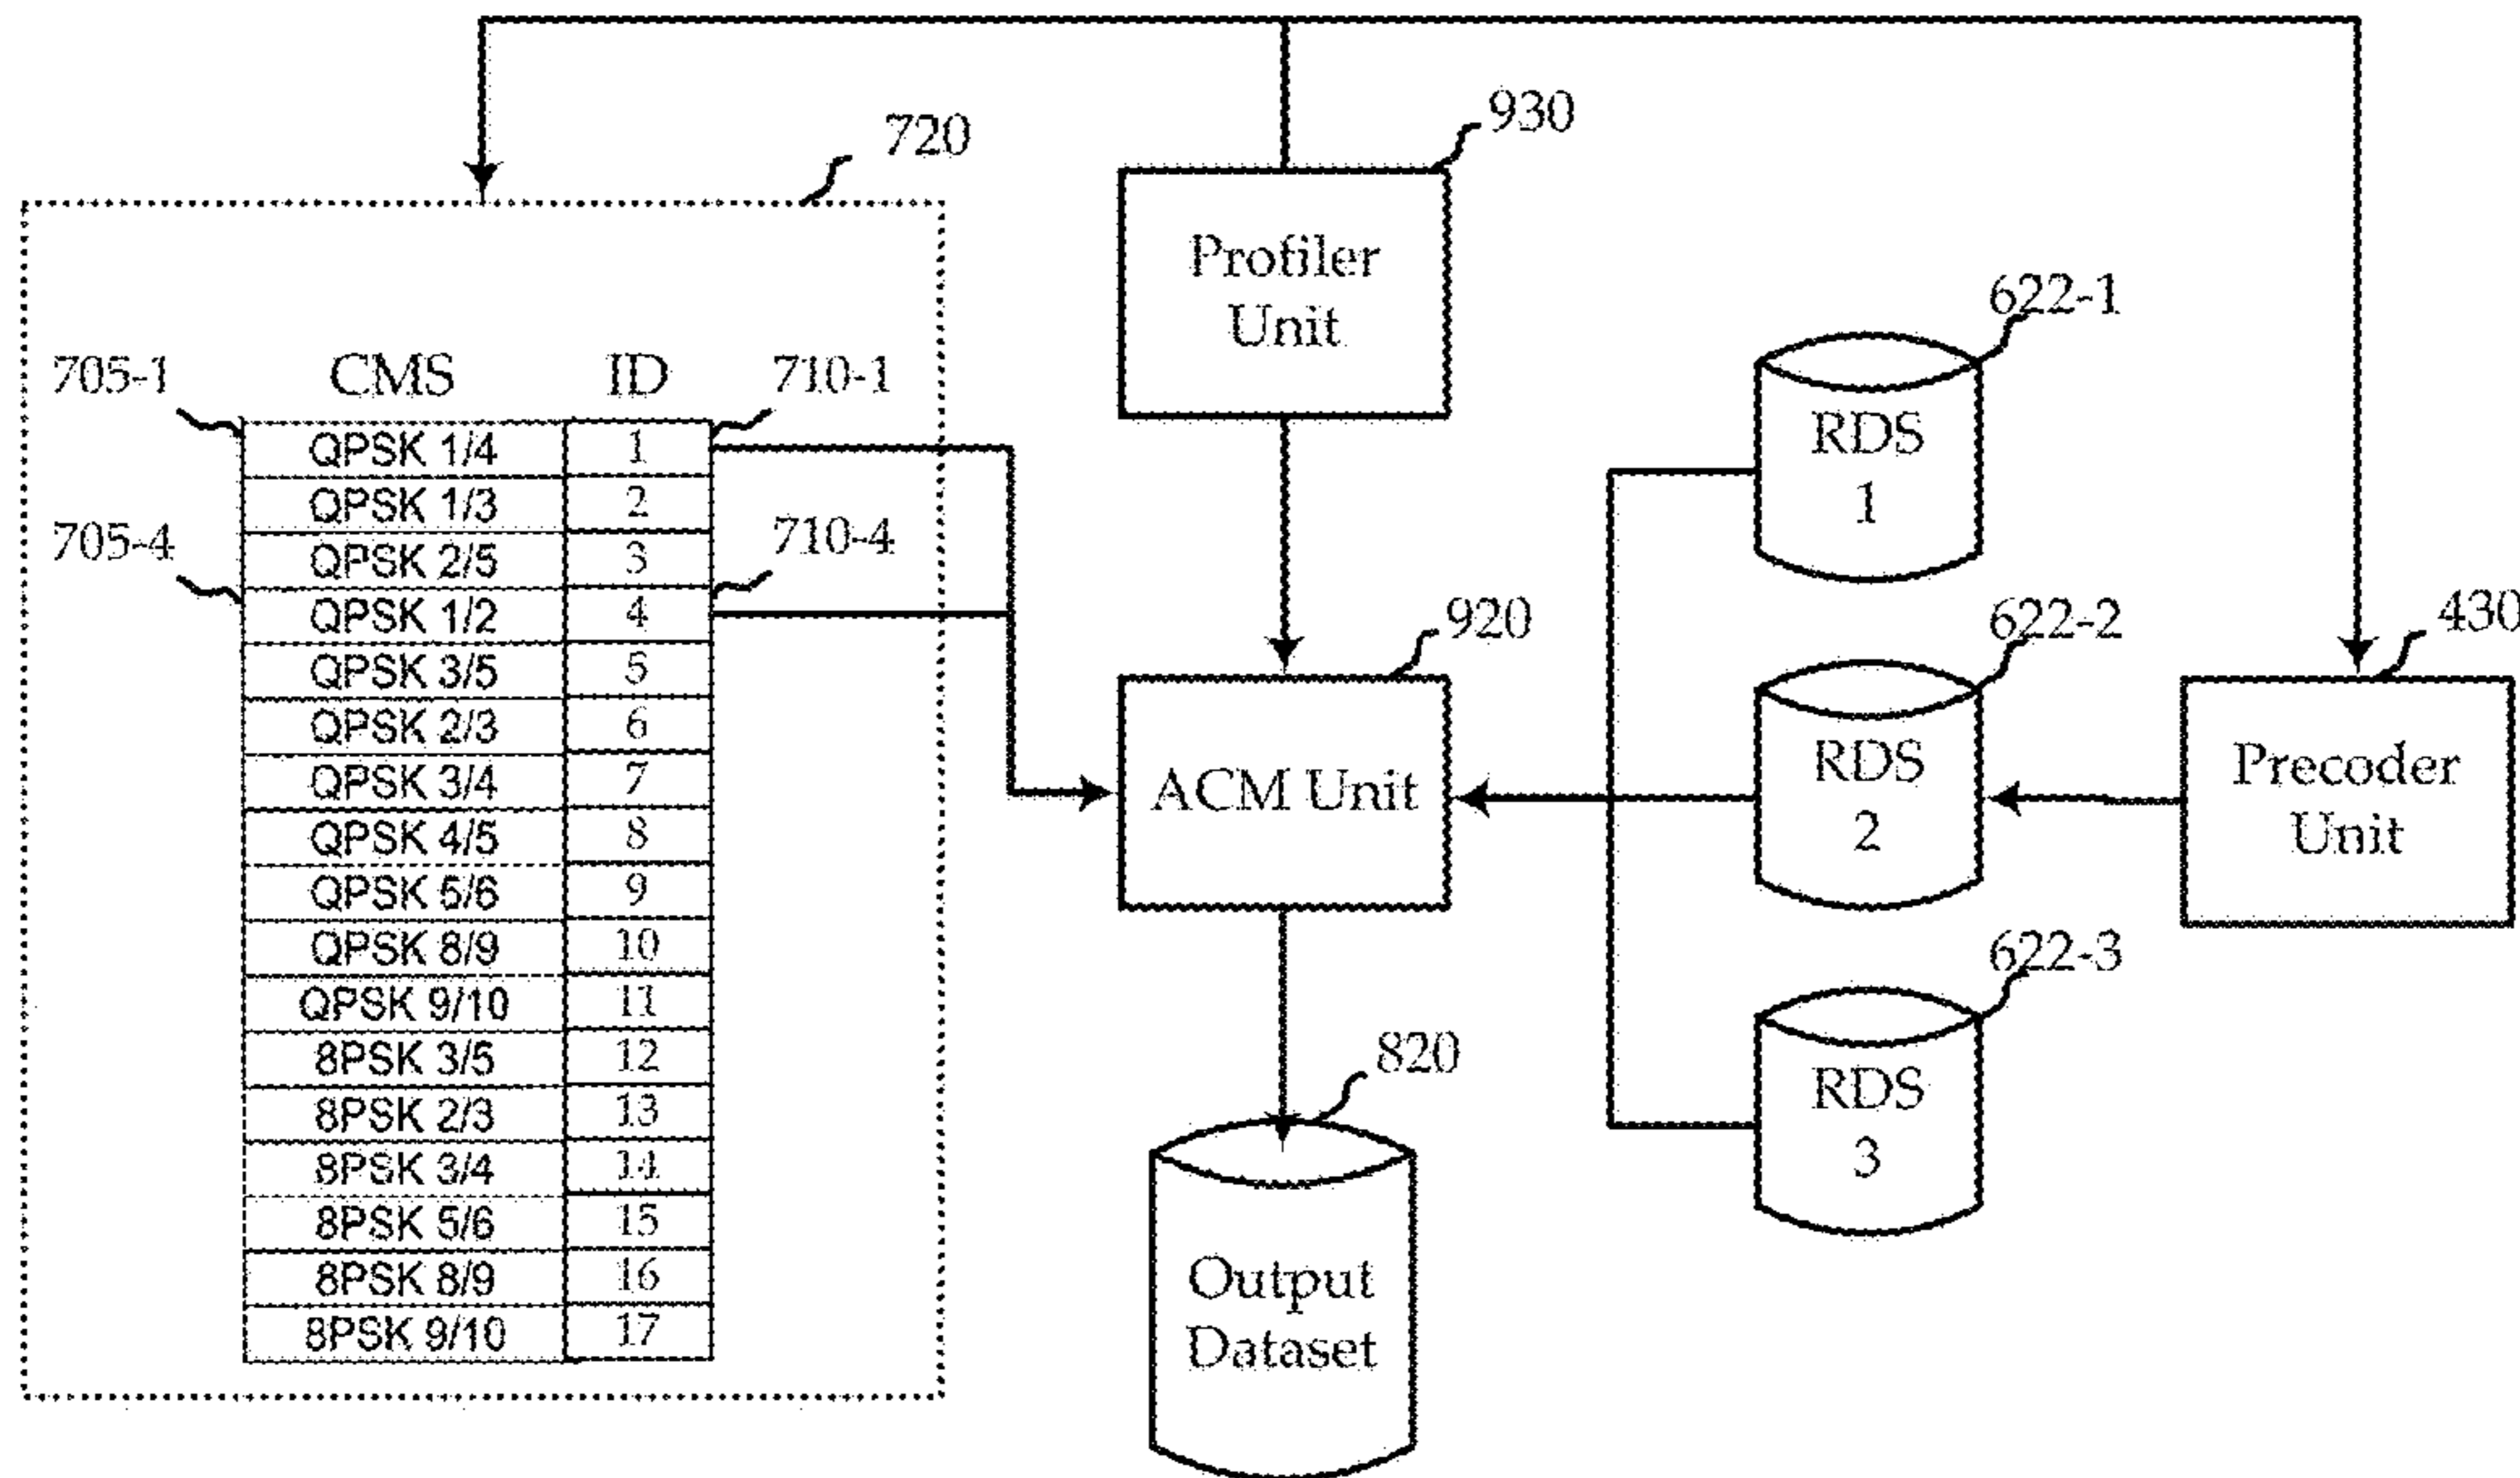 720
930
Profiler
Unit
622-1
705-1 CMS ID 710-1
QPSK 1/4 1
QPSK 1/3 2
705-4 710-4
QPSK 2/5 3
QPSK 1/2 4
QPSK 3/5 5
QPSK 2/3 6
QPSK 3/4 7
QPSK 4/5 8
QPSK 5/6 9
QPSK 8/9 10
QPSK 9/10 11
8PSK 3/5 12
8PSK 2/3 13
8PSK 3/4 14
8PSK 5/6 15
8PSK 8/9 16
8PSK 9/10 17
RDS
1
920
622-2
430
ACM Unit
RDS
2
Precoder
Unit
622-3
RDS
3
820
Output
Dataset